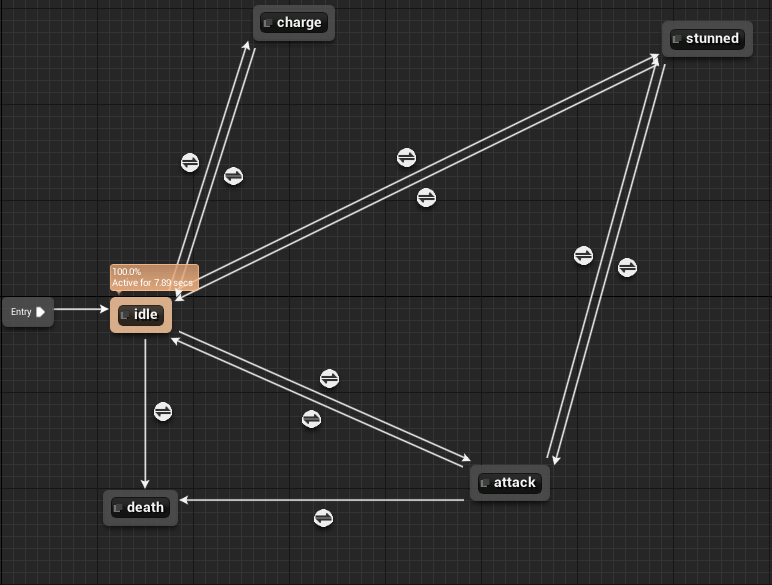 charge
stunned
100.0%
Active for 7.89 secs
Entry
idle
attack
death